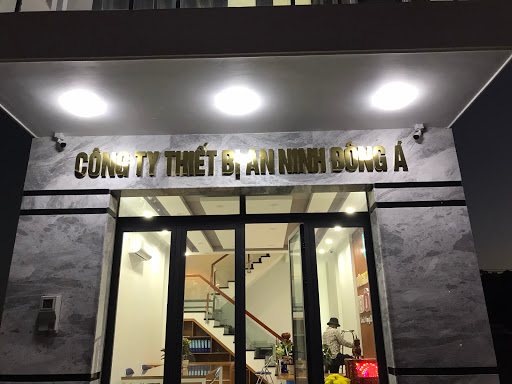 CÔNG TY THIẾT BỊ AN NINH ĐÔNG Á